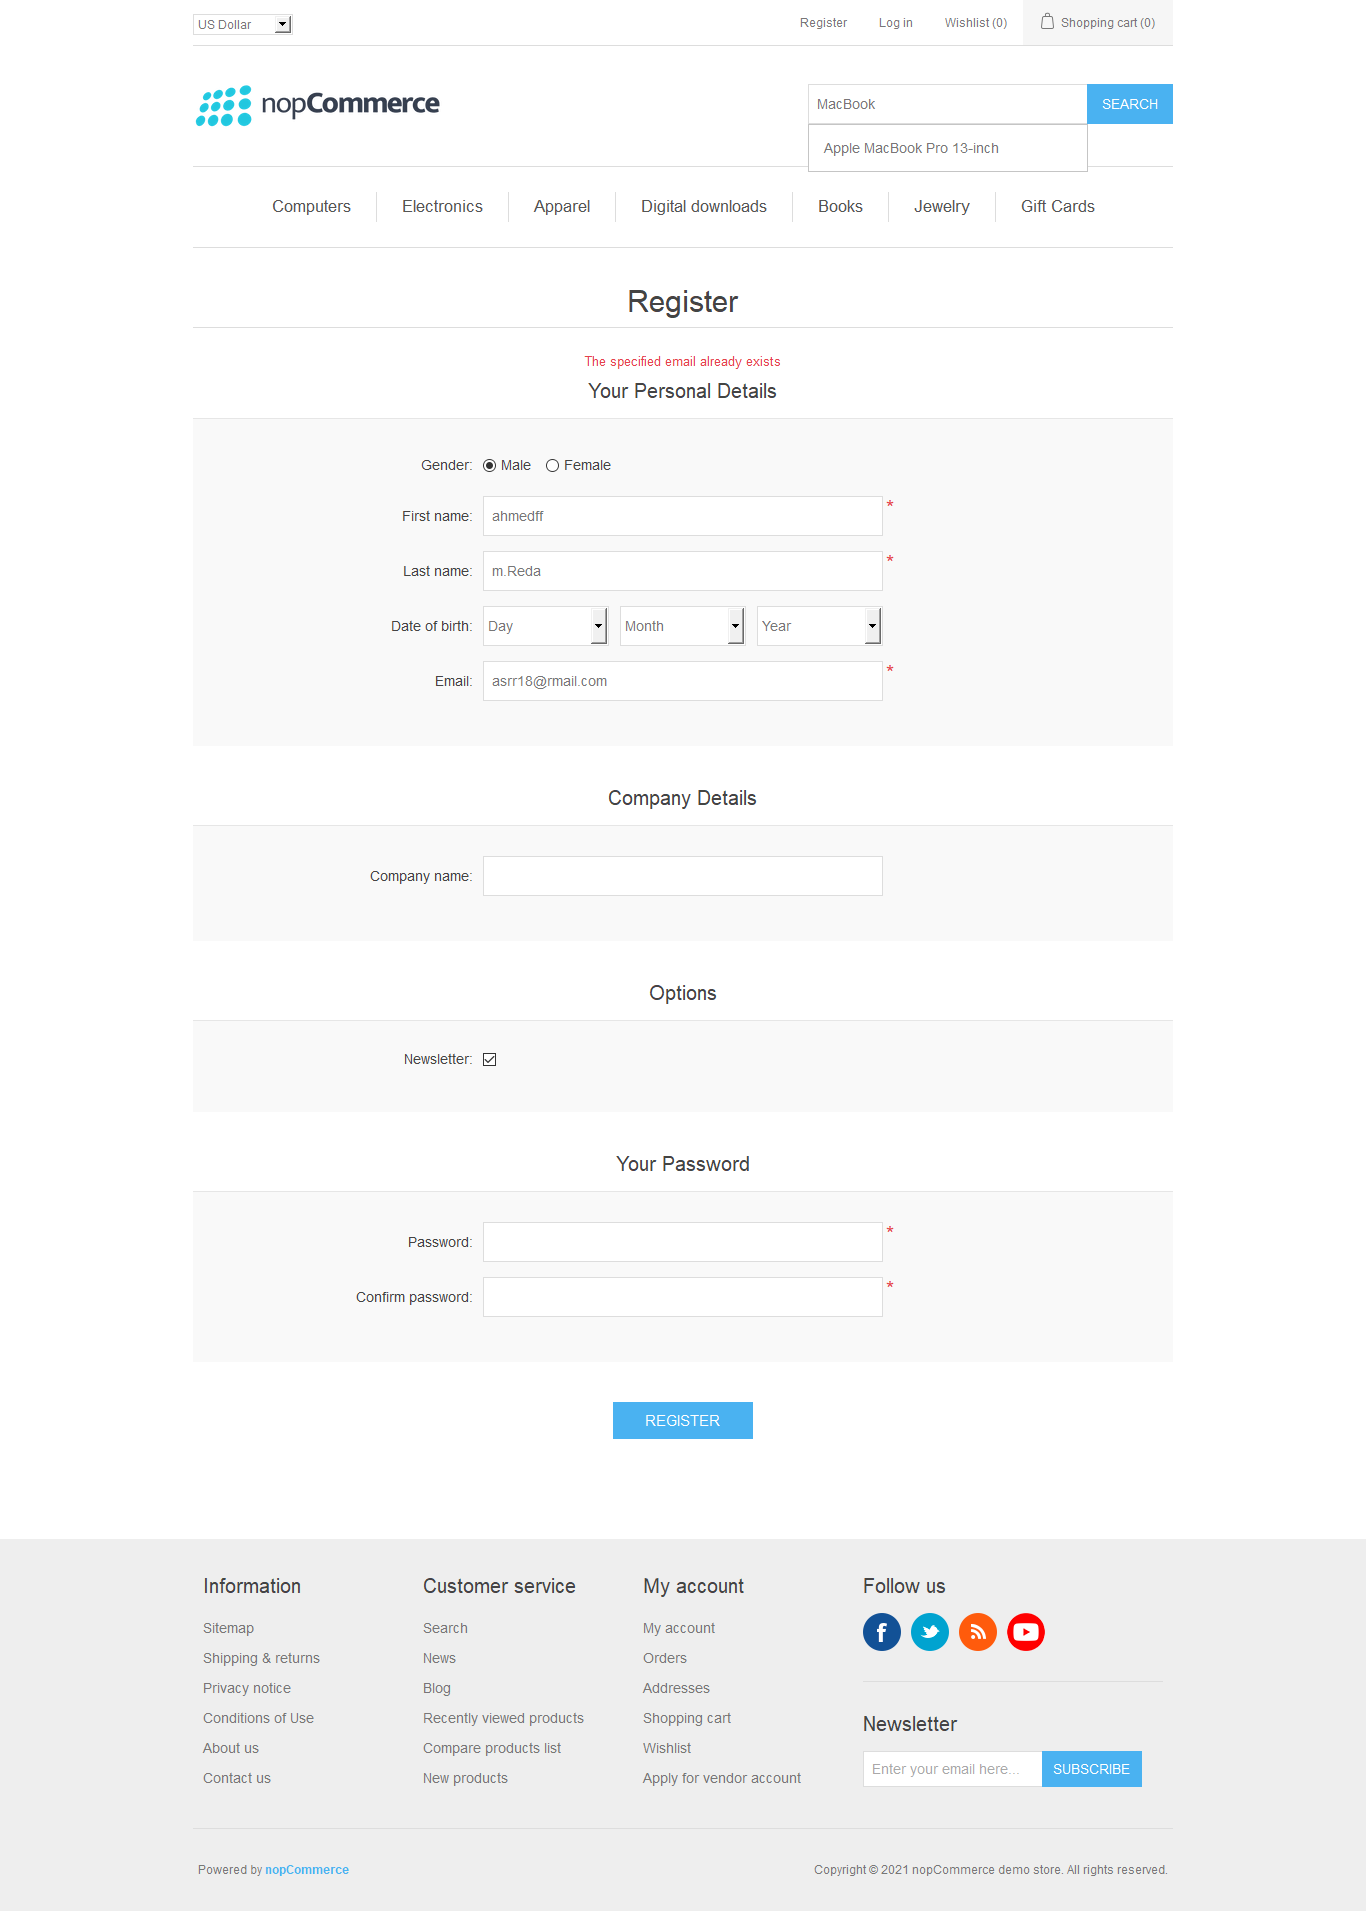 US Dollar
Register
Log in
Wishlist (0)
Shopping cart (0)
nopCommerce
MacBook
SEARCH
Apple MacBook Pro 13-inch
Computers
Electronics
Apparel
Digital downloads
Books
Jewelry
Gift Cards
Register
The specified email already exists
Your Personal Details
Gender: Male Female
First name: ahmedff *
Last name: m.Reda *
Date of birth: Day Month Year
Email: asrr18@rmail.com *
Company Details
Company name:
Options
Newsletter:
Your Password
Password: *
Confirm password: *
REGISTER
Information
Sitemap
Shipping & returns
Privacy notice
Conditions of Use
About us
Contact us
Customer service
Search
News
Blog
Recently viewed products
Compare products list
New products
My account
My account
Orders
Addresses
Shopping cart
Wishlist
Apply for vendor account
Follow us
Newsletter
Enter your email here...
SUBSCRIBE
Powered by nopCommerce
Copyright © 2021 nopCommerce demo store. All rights reserved.